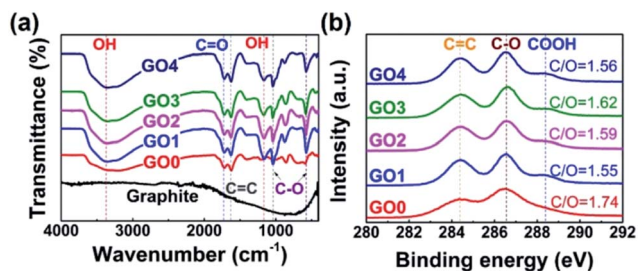 (a)
OH
C=O
OH
GO4
GO3
GO2
GO1
GO0
C=C
C-O
Graphite
Transmittance (%)
4000 3000 2000 1000
Wavenumber (cm⁻¹)
(b)
C=C C-O COOH
GO4 C/O=1.56
GO3 C/O=1.62
GO2 C/O=1.59
GO1 C/O=1.55
GO0 C/O=1.74
Intensity (a.u.)
280 284 286 288 290 292
Binding energy (eV)